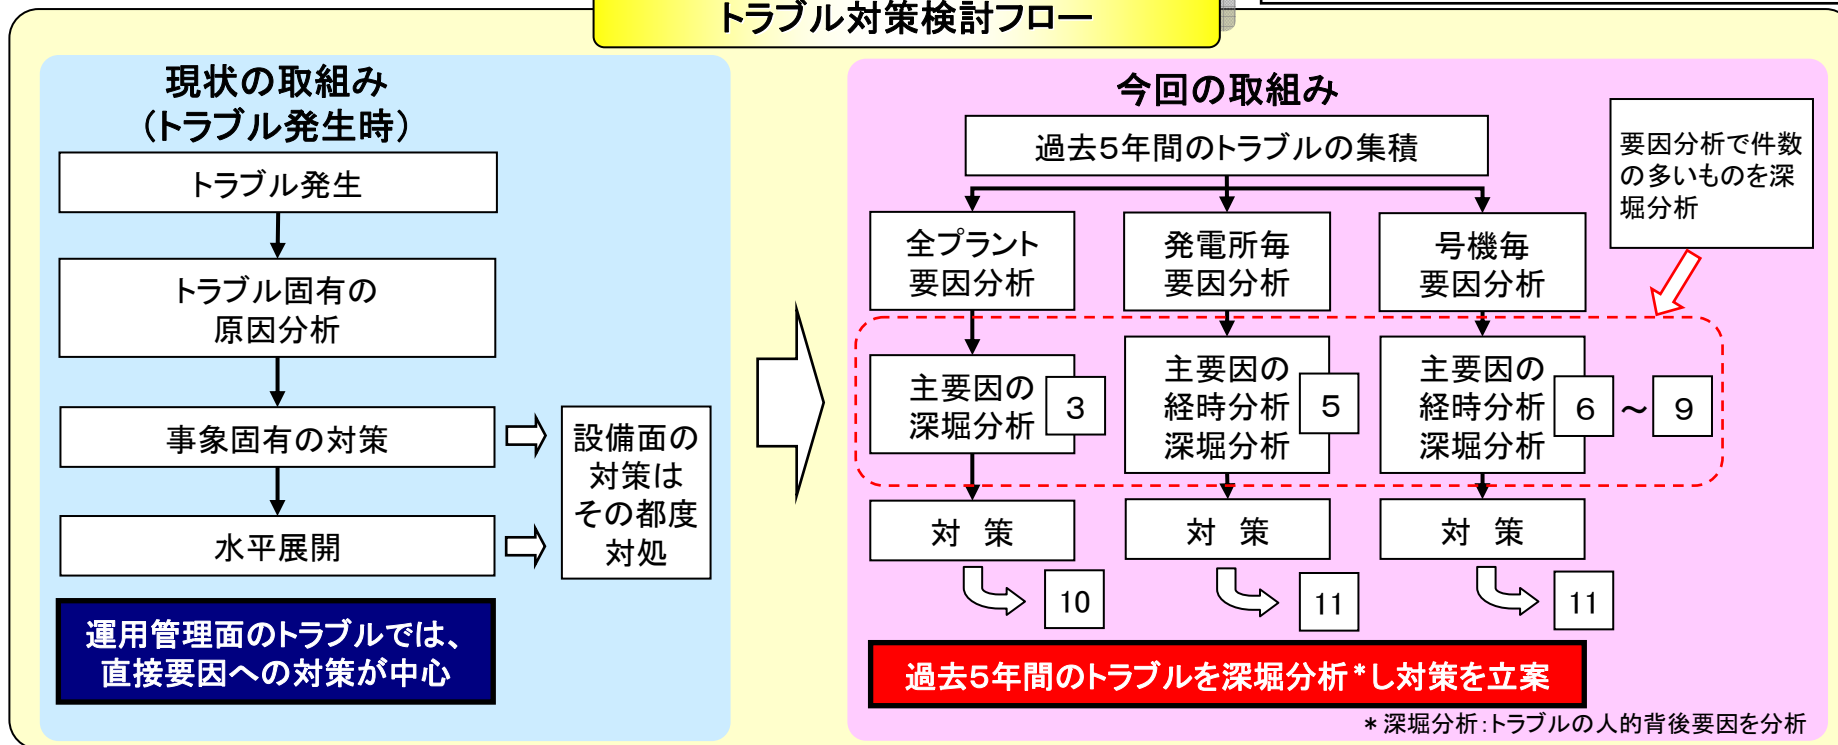 トラブル対策検討フロー
現状の取組み
（トラブル発生時）
トラブル発生
トラブル固有の
原因分析
事象固有の対策
水平展開
設備面の
対策は
その都度
対処
運用管理面のトラブルでは、
直接要因への対策が中心
今回の取組み
過去５年間のトラブルの集積
要因分析で件数
の多いものを深
堀分析
全プラント
要因分析
発電所毎
要因分析
号機毎
要因分析
主要因の
深堀分析
3
主要因の
経時分析
深堀分析
5
主要因の
経時分析
深堀分析
6 ～ 9
対 策
対 策
対 策
10
11
11
過去５年間のトラブルを深堀分析*し対策を立案
*深堀分析：トラブルの人的背後要因を分析